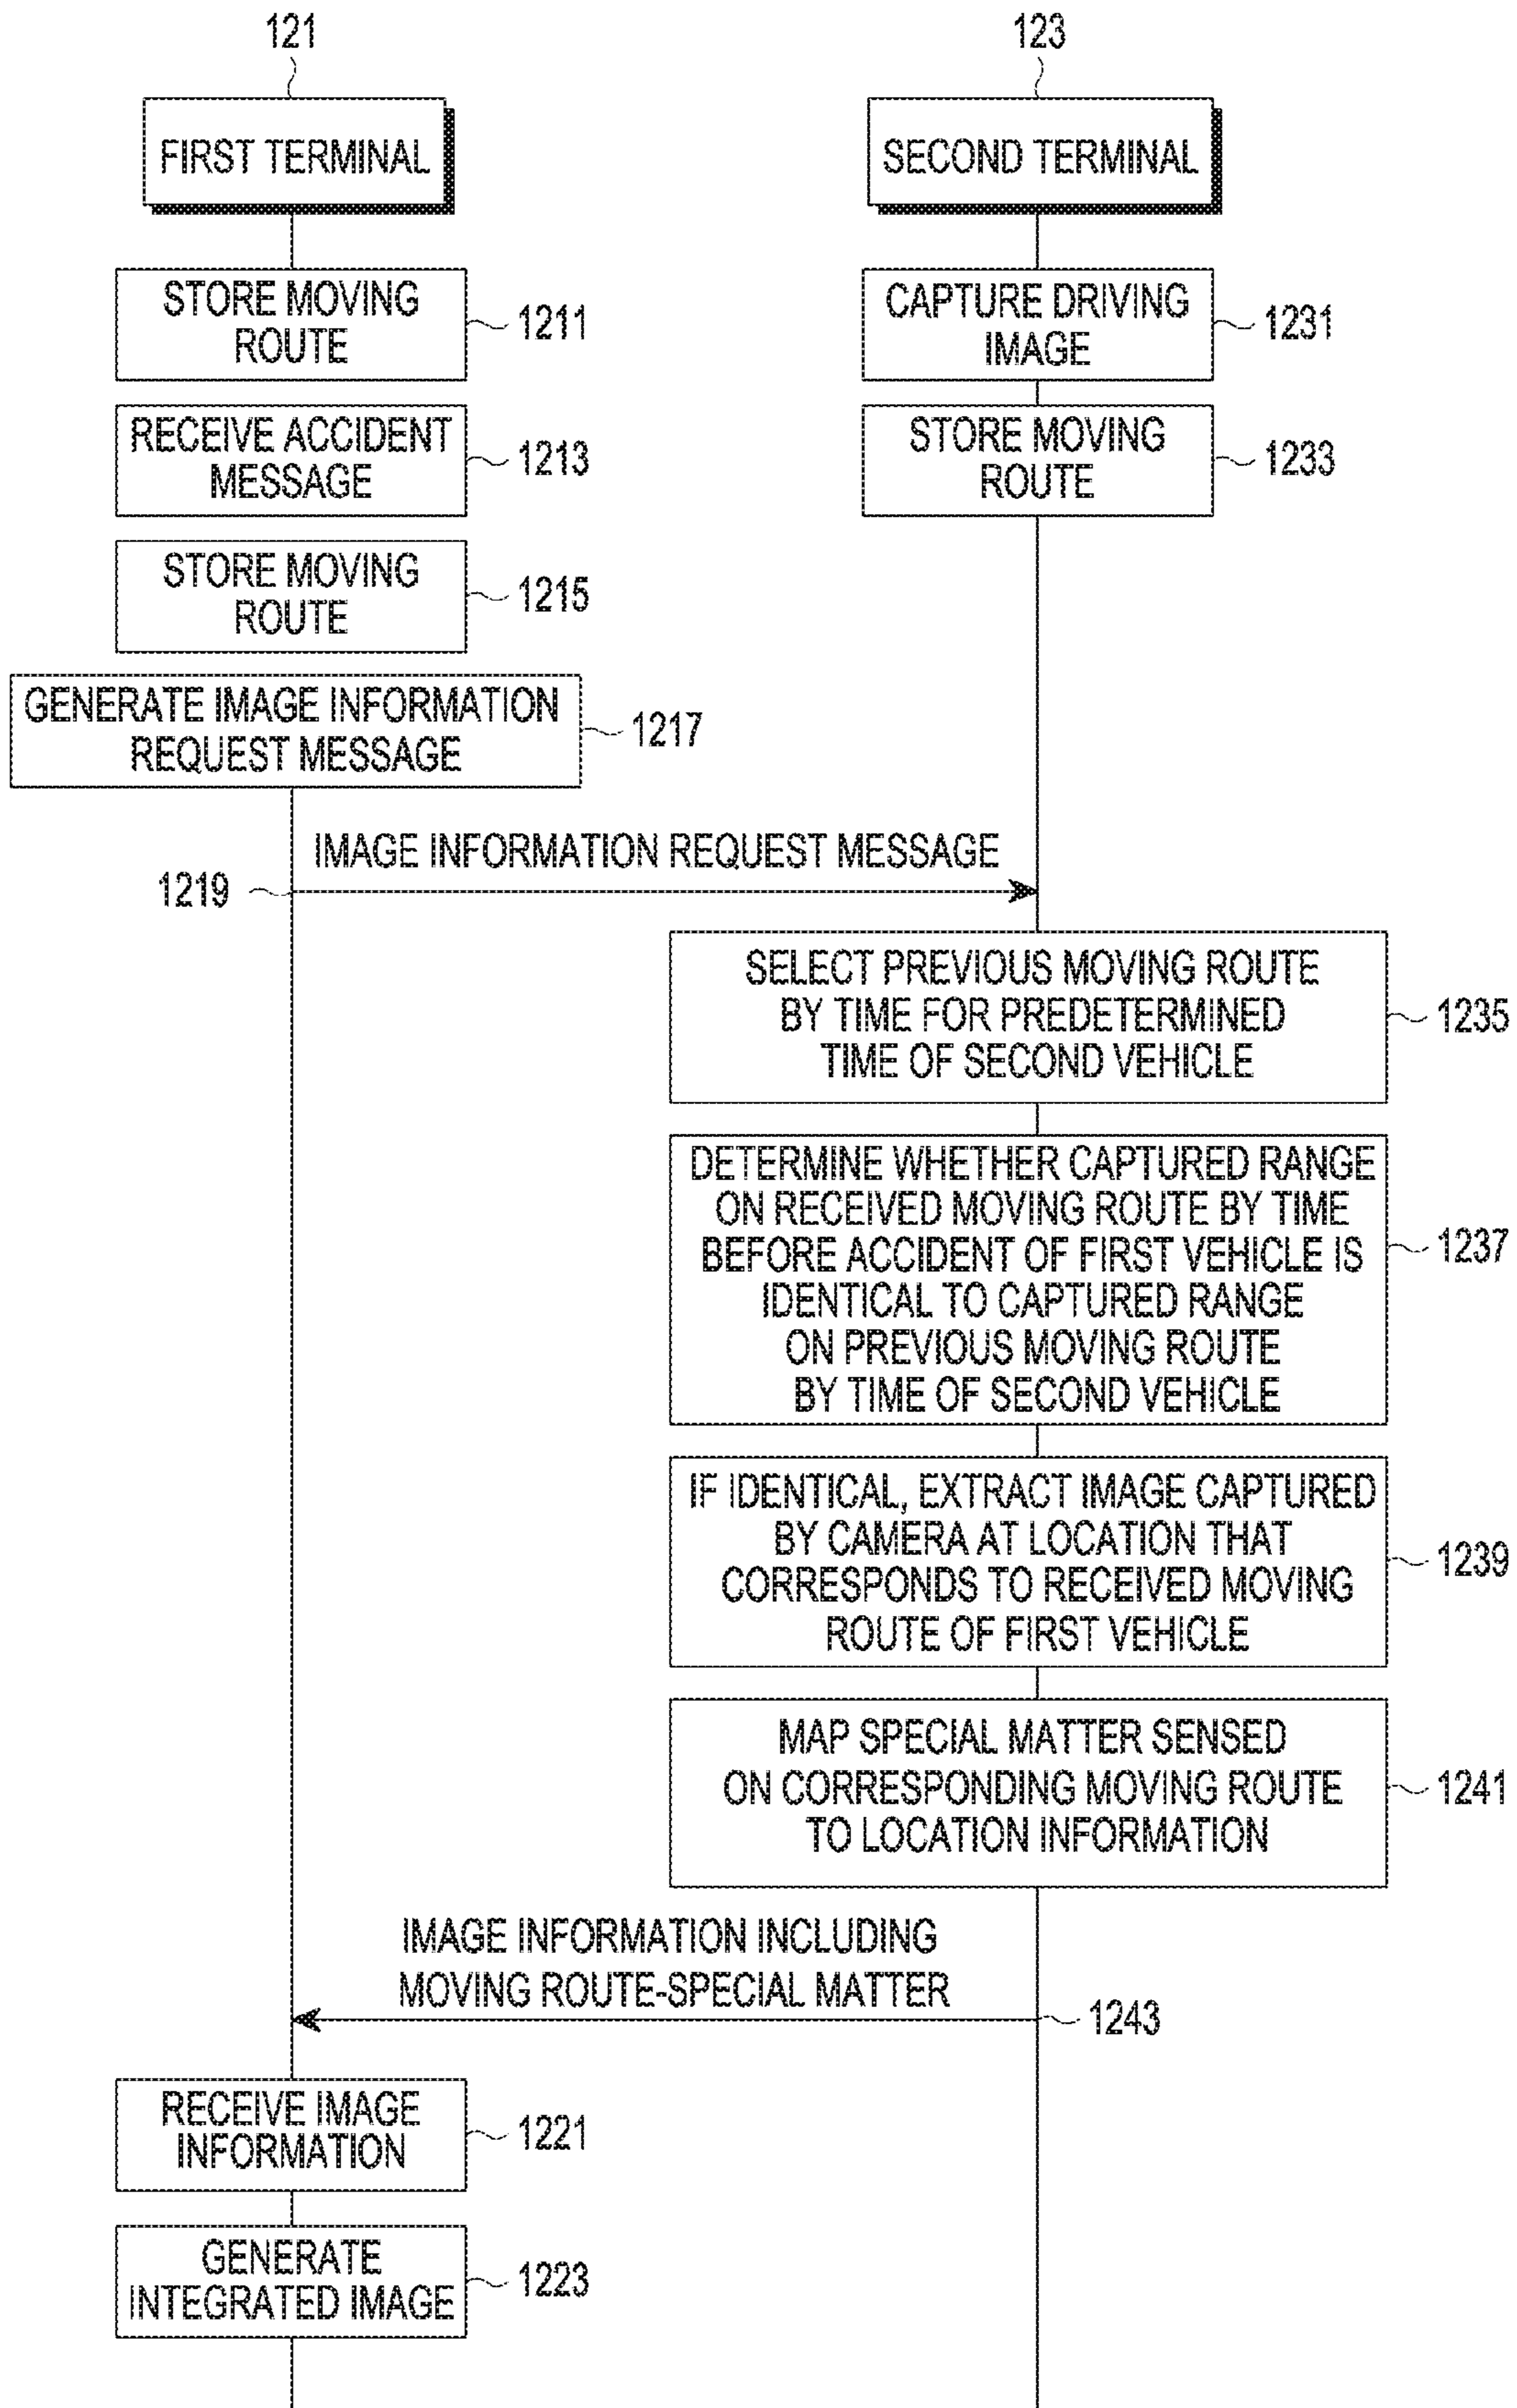 121
123
FIRST TERMINAL
SECOND TERMINAL
STORE MOVING
ROUTE
1211
CAPTURE DRIVING
IMAGE
1231
RECEIVE ACCIDENT
MESSAGE
1213
STORE MOVING
ROUTE
1233
STORE MOVING
ROUTE
1215
GENERATE IMAGE INFORMATION
REQUEST MESSAGE
1217
IMAGE INFORMATION REQUEST MESSAGE
1219
SELECT PREVIOUS MOVING ROUTE
BY TIME FOR PREDETERMINED
TIME OF SECOND VEHICLE
1235
DETERMINE WHETHER CAPTURED RANGE
ON RECEIVED MOVING ROUTE BY TIME
BEFORE ACCIDENT OF FIRST VEHICLE IS
IDENTICAL TO CAPTURED RANGE
ON PREVIOUS MOVING ROUTE
BY TIME OF SECOND VEHICLE
1237
IF IDENTICAL, EXTRACT IMAGE CAPTURED
BY CAMERA AT LOCATION THAT
CORRESPONDS TO RECEIVED MOVING
ROUTE OF FIRST VEHICLE
1239
MAP SPECIAL MATTER SENSED
ON CORRESPONDING MOVING ROUTE
TO LOCATION INFORMATION
1241
IMAGE INFORMATION INCLUDING
MOVING ROUTE-SPECIAL MATTER
1243
RECEIVE IMAGE
INFORMATION
1221
GENERATE
INTEGRATED IMAGE
1223